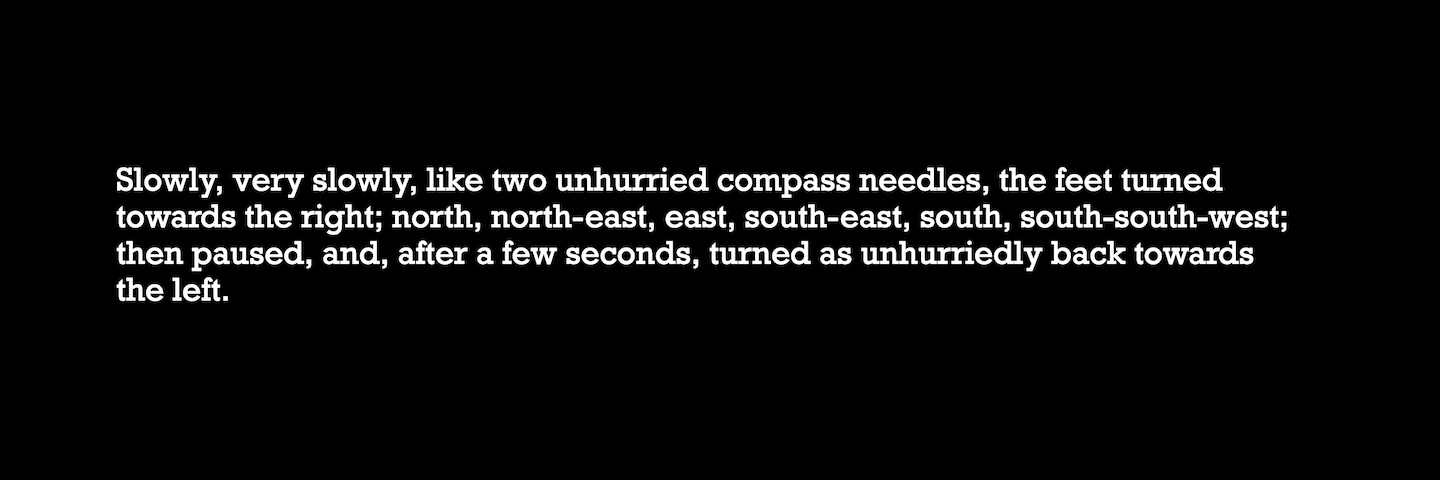 Slowly, very slowly, like two unhurried compass needles, the feet turned
towards the right; north, north-east, east, south-east, south, south-south-west;
then paused, and, after a few seconds, turned as unhurriedly back towards
the left.